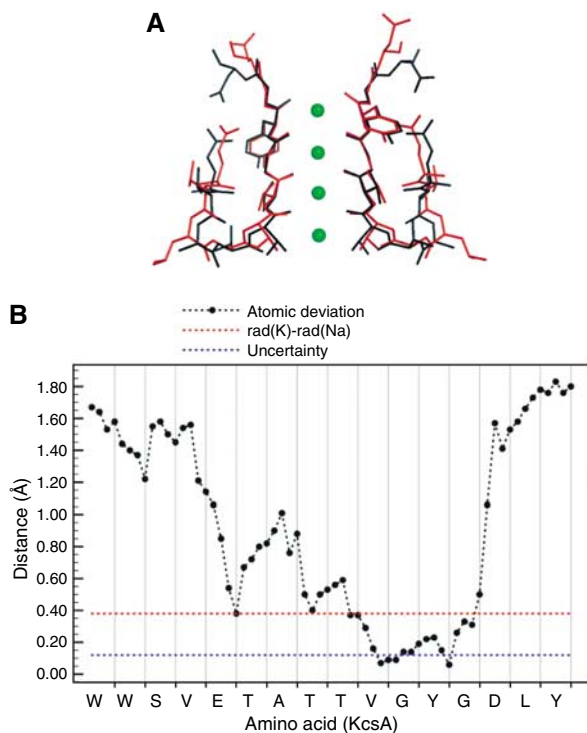 A
B
Atomic deviation
rad(K)-rad(Na)
Uncertainty
1.80
1.60
1.40
1.20
1.00
0.80
0.60
0.40
0.20
0.00
Distance (Å)
W W S V E T A T T V G Y G D L Y
Amino acid (KcsA)